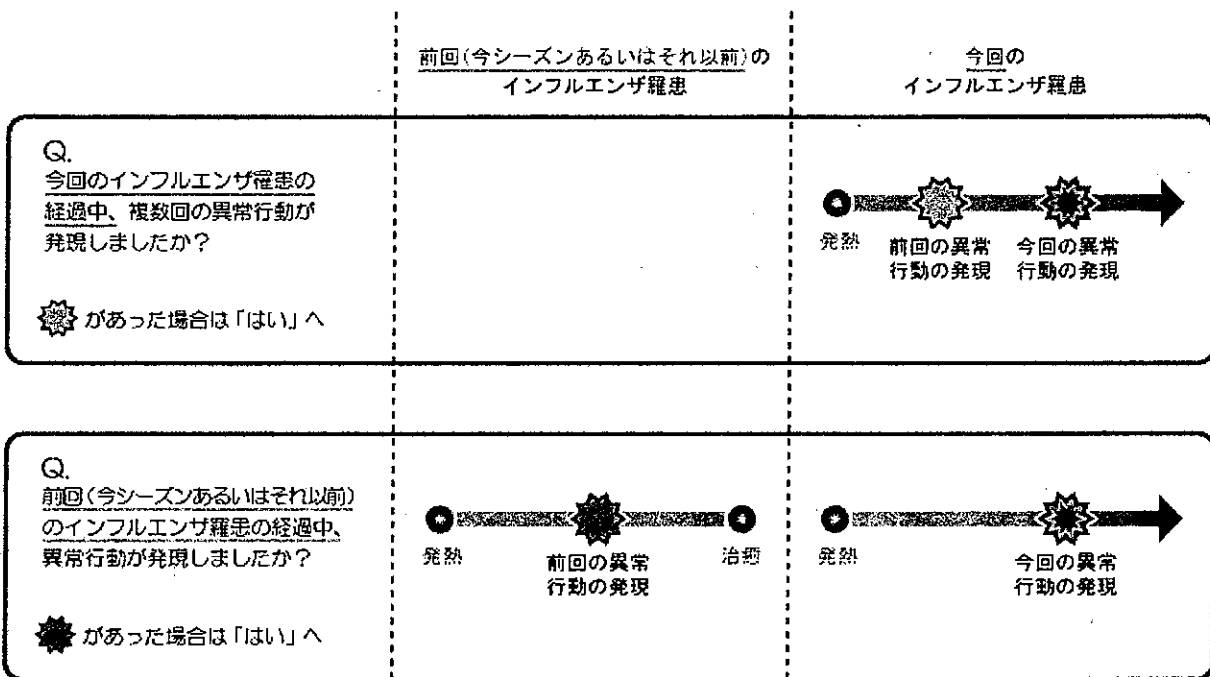 前回(今シーズンあるいはそれ以前)の
インフルエンザ罹患
今回の
インフルエンザ罹患
Q.
今回のインフルエンザ罹患の
経過中、複数回の異常行動が
発現しましたか？
があった場合は「はい」へ
発熱
前回の異常
行動の発現
今回の異常
行動の発現
Q.
前回(今シーズンあるいはそれ以前)
のインフルエンザ罹患の経過中、
異常行動が発現しましたか？
があった場合は「はい」へ
発熱
前回の異常
行動の発現
治癒
発熱
今回の異常
行動の発現